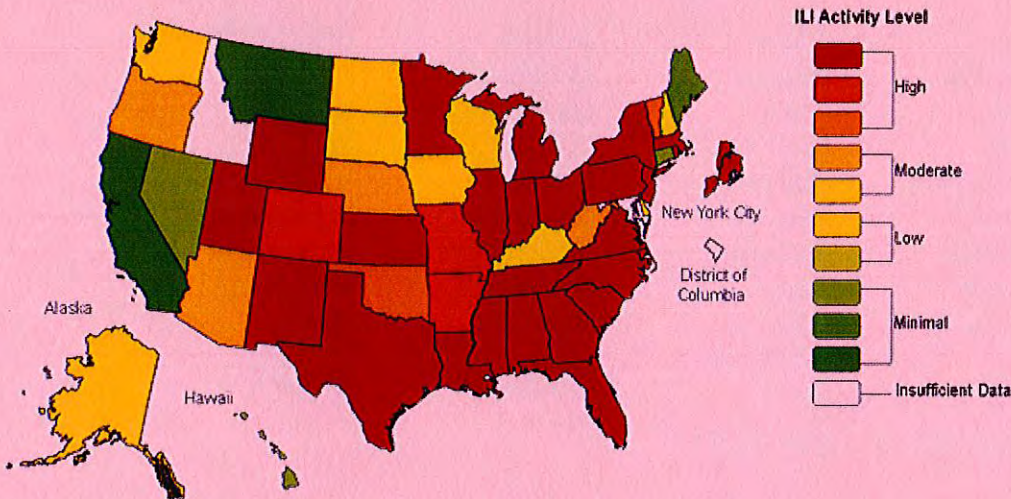 ILI Activity Level
High
Moderate
Low
Minimal
Insufficient Data
New York City
District of
Columbia
Alaska
Hawaii